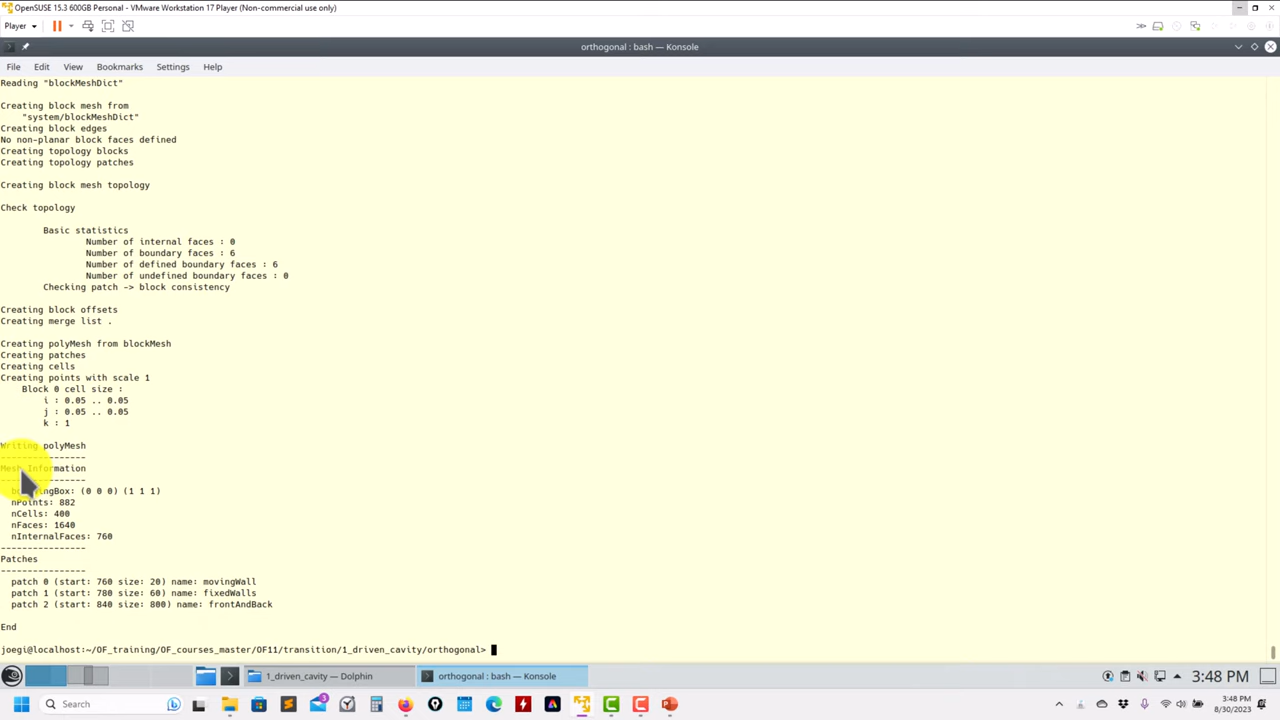 OpenSUSE 15.3 600GB Personal - VMware Workstation 17 Player (Non-commercial use only)
Player
orthogonal : bash — Konsole
File Edit View Bookmarks Settings Help
Reading "blockMeshDict"
Creating block mesh from
"system/blockMeshDict"
Creating block edges
No non-planar block faces defined
Creating topology blocks
Creating topology patches
Creating block mesh topology
Check topology
Basic statistics
Number of internal faces : 0
Number of boundary faces : 6
Number of defined boundary faces : 6
Number of undefined boundary faces : 0
Checking patch -> block consistency
Creating block offsets
Creating merge list .
Creating polyMesh from blockMesh
Creating patches
Creating cells
Creating points with scale 1
Block 0 cell size :
i : 0.05 .. 0.05
j : 0.05 .. 0.05
k : 1
Writing polyMesh
----------------
Mesh Information
----------------
(0 0 0) (1 1 1)
nPoints: 882
nCells: 400
nFaces: 1640
nInternalFaces: 760
----------------
Patches
----------------
patch 0 (start: 760 size: 20) name: movingWall
patch 1 (start: 780 size: 60) name: fixedWalls
patch 2 (start: 840 size: 800) name: frontAndBack
End
joegi@localhost:~/OF_training/OF_courses_master/OF11/transition/1_driven_cavity/orthogonal>
1_driven_cavity — Dolphin
orthogonal : bash — Konsole
3:48 PM
Search
3
3:48 PM
8/30/2023